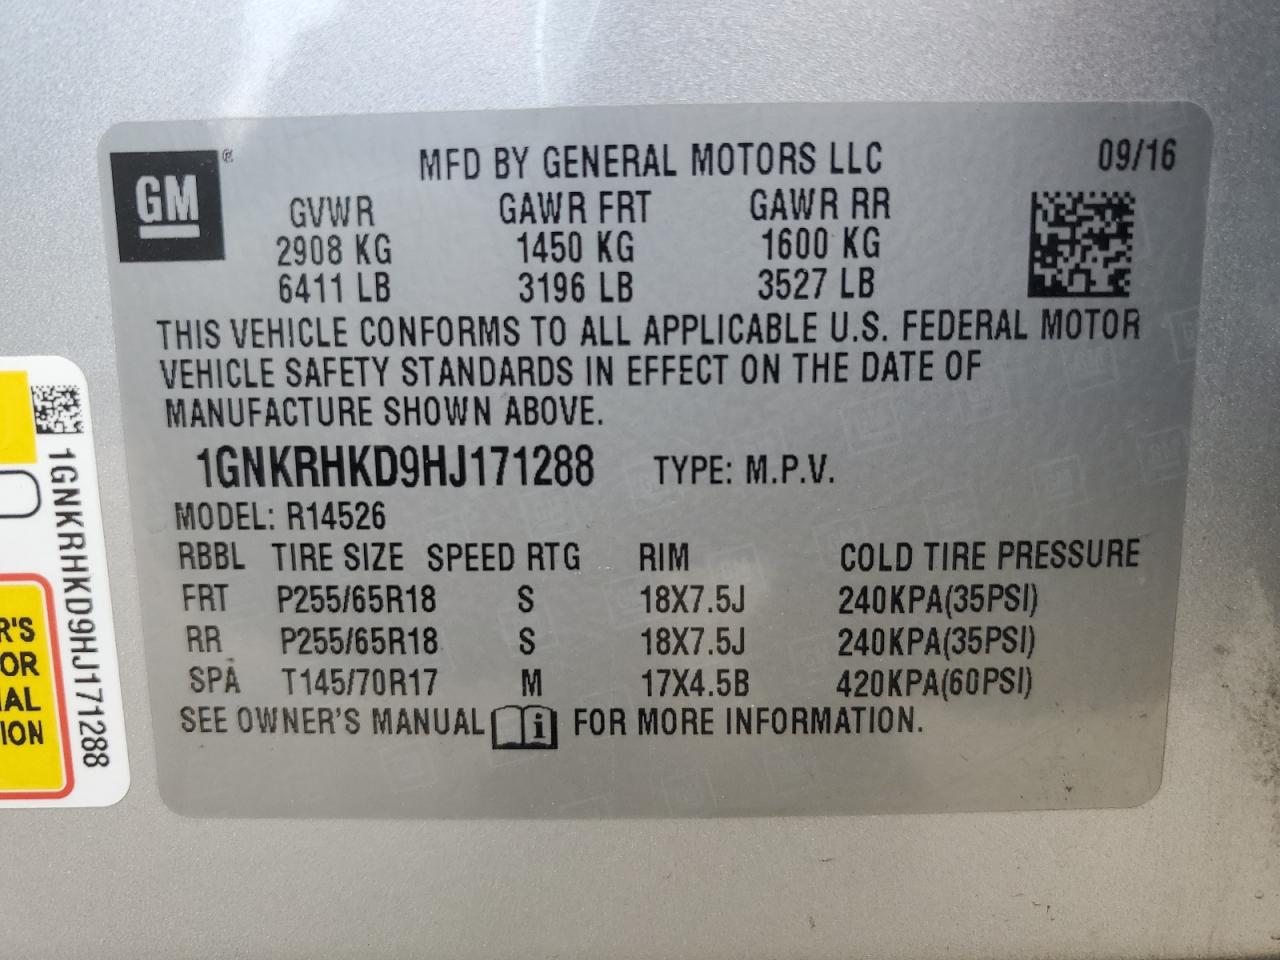 GM
®
MFD BY GENERAL MOTORS LLC 09/16
GVWR GAWR FRT GAWR RR
2908 KG 1450 KG 1600 KG
6411 LB 3196 LB 3527 LB
THIS VEHICLE CONFORMS TO ALL APPLICABLE U.S. FEDERAL MOTOR
VEHICLE SAFETY STANDARDS IN EFFECT ON THE DATE OF
MANUFACTURE SHOWN ABOVE.
1GNKRHKD9HJ171288 TYPE: M.P.V.
MODEL: R14526
RBBL TIRE SIZE SPEED RTG RIM COLD TIRE PRESSURE
FRT P255/65R18 S 18X7.5J 240KPA(35PSI)
RR P255/65R18 S 18X7.5J 240KPA(35PSI)
SPA T145/70R17 M 17X4.5B 420KPA(60PSI)
SEE OWNER'S MANUAL i FOR MORE INFORMATION.
1GNKRHKD9HJ171288
R'S
OR
IAL
ION